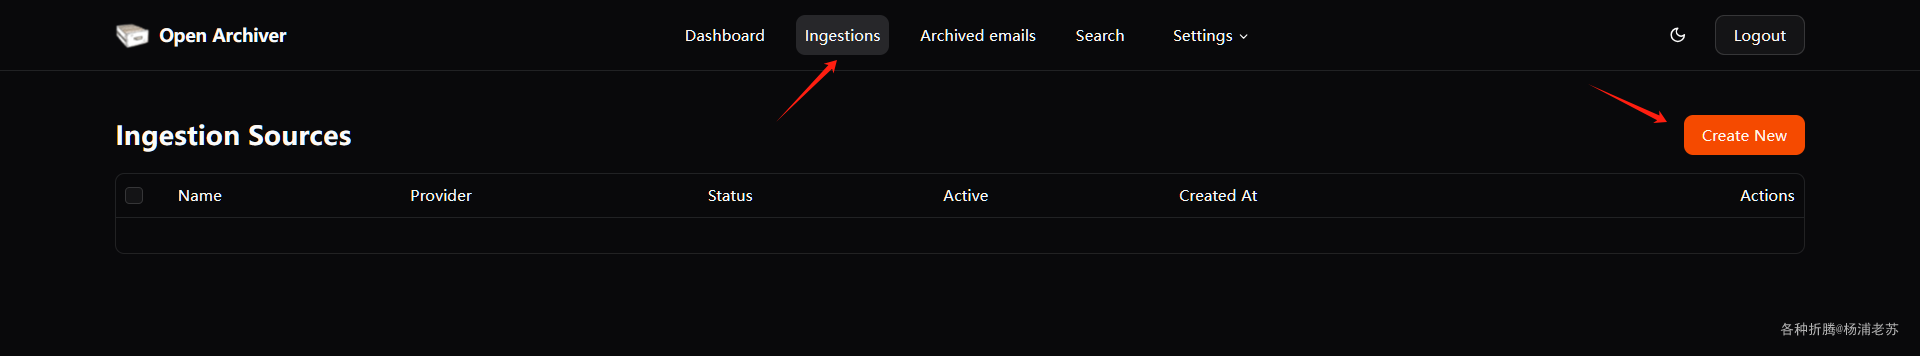 Open Archiver Dashboard Ingestions Archived emails Search Settings Logout
Ingestion Sources Create New
Name Provider Status Active Created At Actions
各种折腾@杨浦老苏